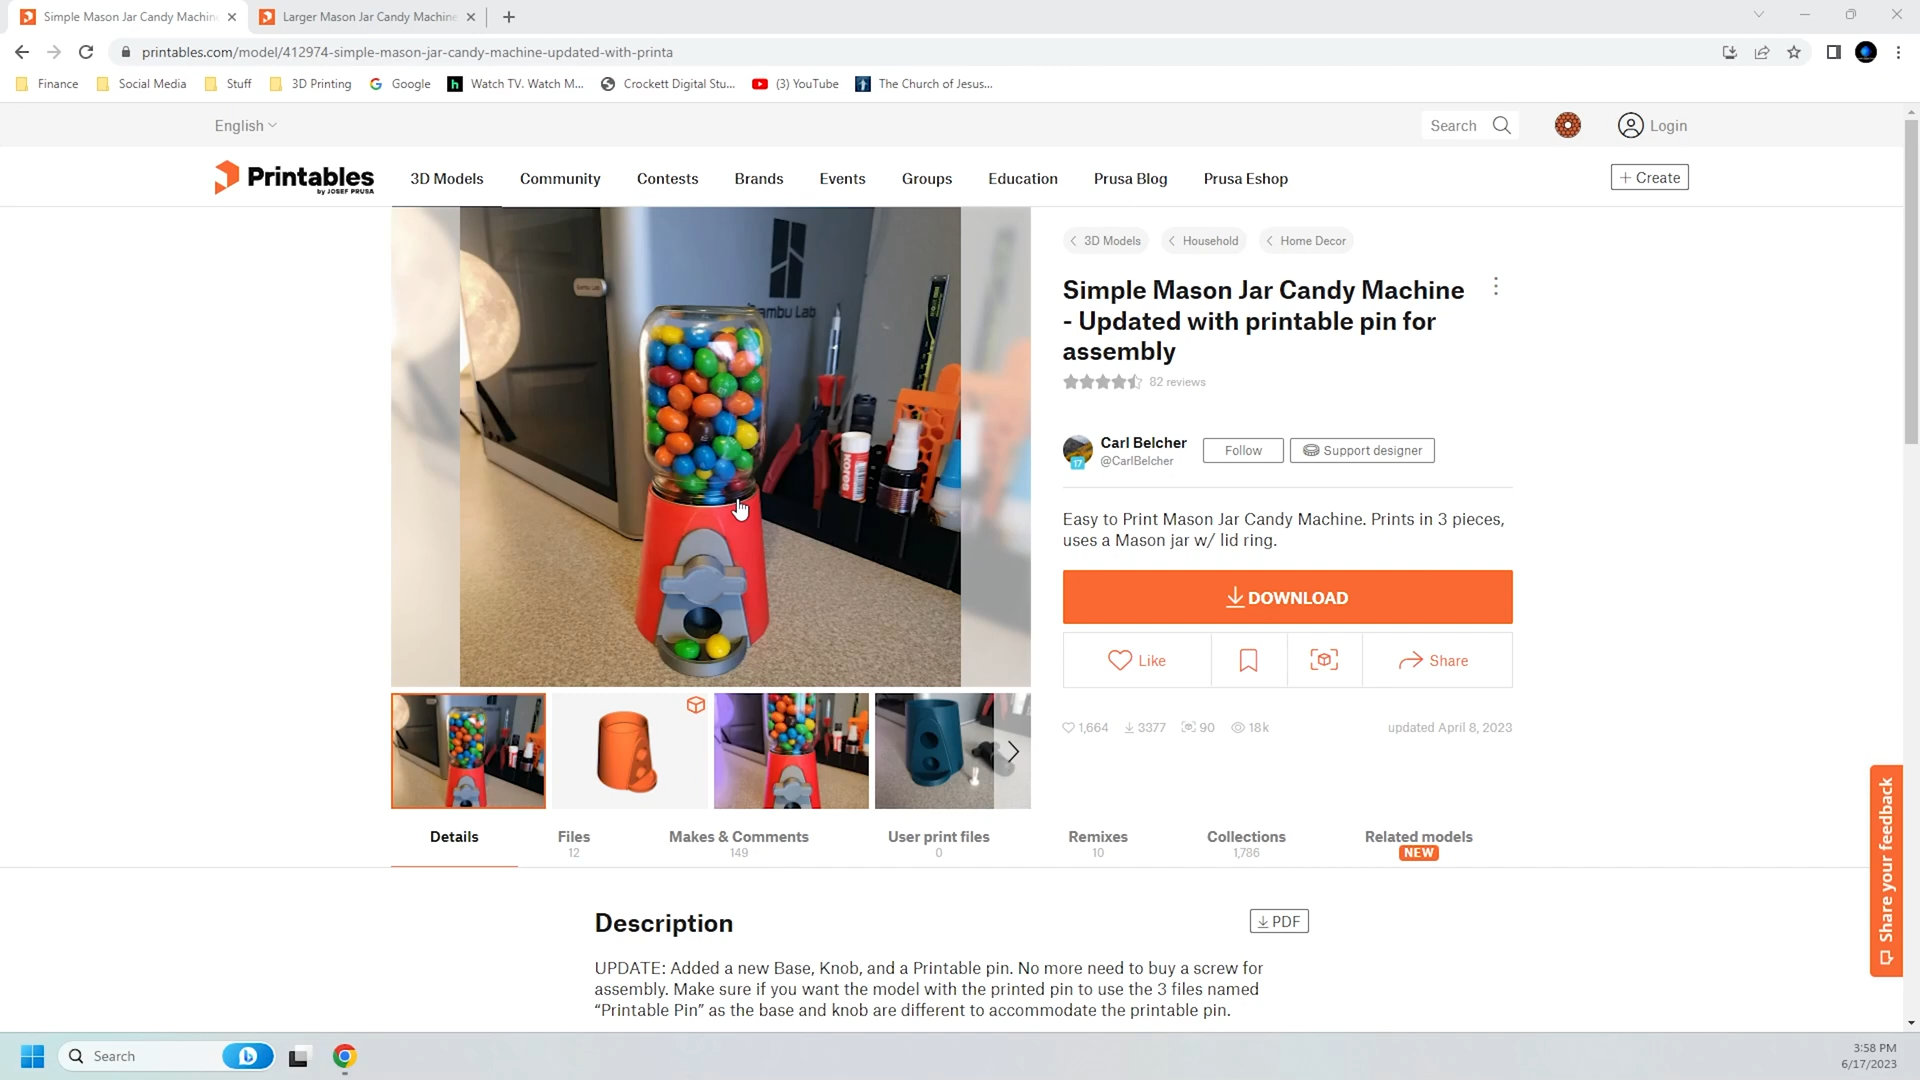 Simple Mason Jar Candy Machin
Larger Mason Jar Candy Machine
printables.com/model/412974-simple-mason-jar-candy-machine-updated-with-printa
Finance
Social Media
Stuff
3D Printing
Google
Watch TV. Watch M...
Crockett Digital Stu...
(3) YouTube
The Church of Jesus...
English
Search
Login
Printables
by JOSEF PRUSA
3D Models
Community
Contests
Brands
Events
Groups
Education
Prusa Blog
Prusa Eshop
+ Create
Bambu Lab
ambu Lab
Kores
3D Models
Household
Home Decor
Simple Mason Jar Candy Machine
- Updated with printable pin for
assembly
82 reviews
17
Carl Belcher
@CarlBelcher
Follow
Support designer
Easy to Print Mason Jar Candy Machine. Prints in 3 pieces,
uses a Mason jar w/ lid ring.
DOWNLOAD
Like
Share
1,664
3377
90
18k
updated April 8, 2023
Details
Files
12
Makes & Comments
149
User print files
0
Remixes
10
Collections
1,786
Related models
NEW
Share your feedback
Description
PDF
UPDATE: Added a new Base, Knob, and a Printable pin. No more need to buy a screw for
assembly. Make sure if you want the model with the printed pin to use the 3 files named
“Printable Pin” as the base and knob are different to accommodate the printable pin.
Search
3:58 PM
6/17/2023